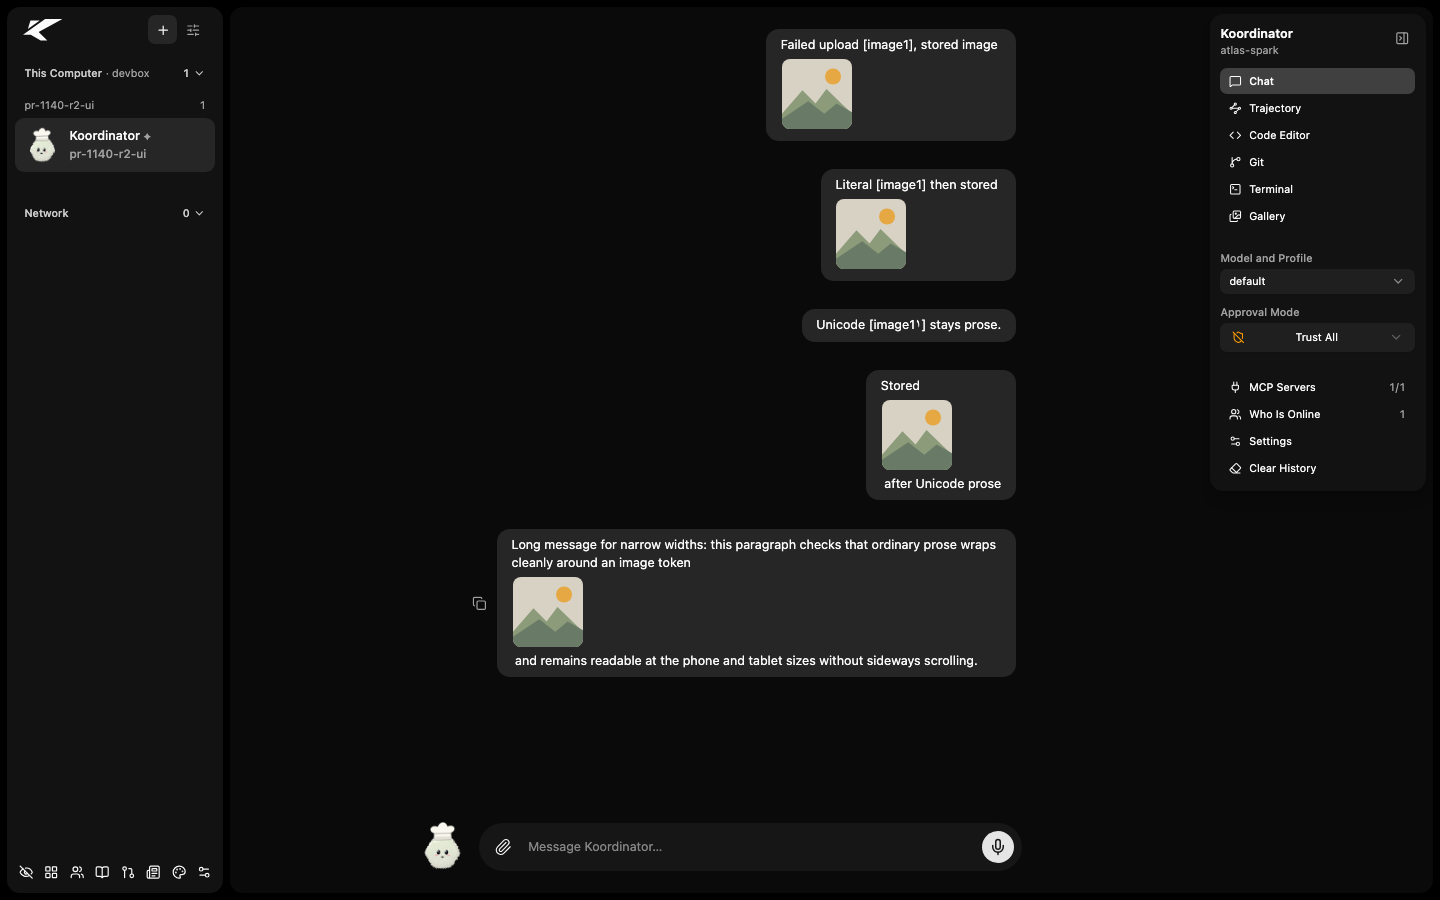 This Computer · devbox 1
pr-1140-r2-ui 1
Koordinator
pr-1140-r2-ui
Network 0
Failed upload [image1], stored image
Literal [image1] then stored
Unicode [image1١] stays prose.
Stored
after Unicode prose
Long message for narrow widths: this paragraph checks that ordinary prose wraps
cleanly around an image token
and remains readable at the phone and tablet sizes without sideways scrolling.
Message Koordinator...
Koordinator
atlas-spark
Chat
Trajectory
Code Editor
Git
Terminal
Gallery
Model and Profile
default
Approval Mode
Trust All
MCP Servers 1/1
Who Is Online 1
Settings
Clear History